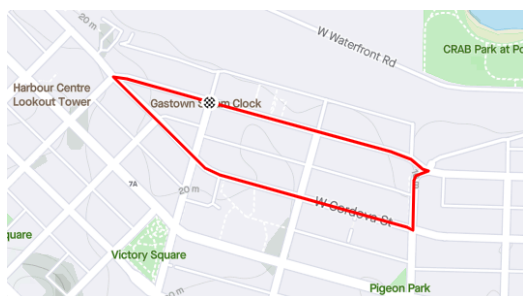 20 m
W Waterfront Rd
CRAB Park at Po
Harbour Centre
Lookout Tower
Gastown S m Clock
7A
20 m
W Cordova St
Victory Square
quare
Pigeon Park